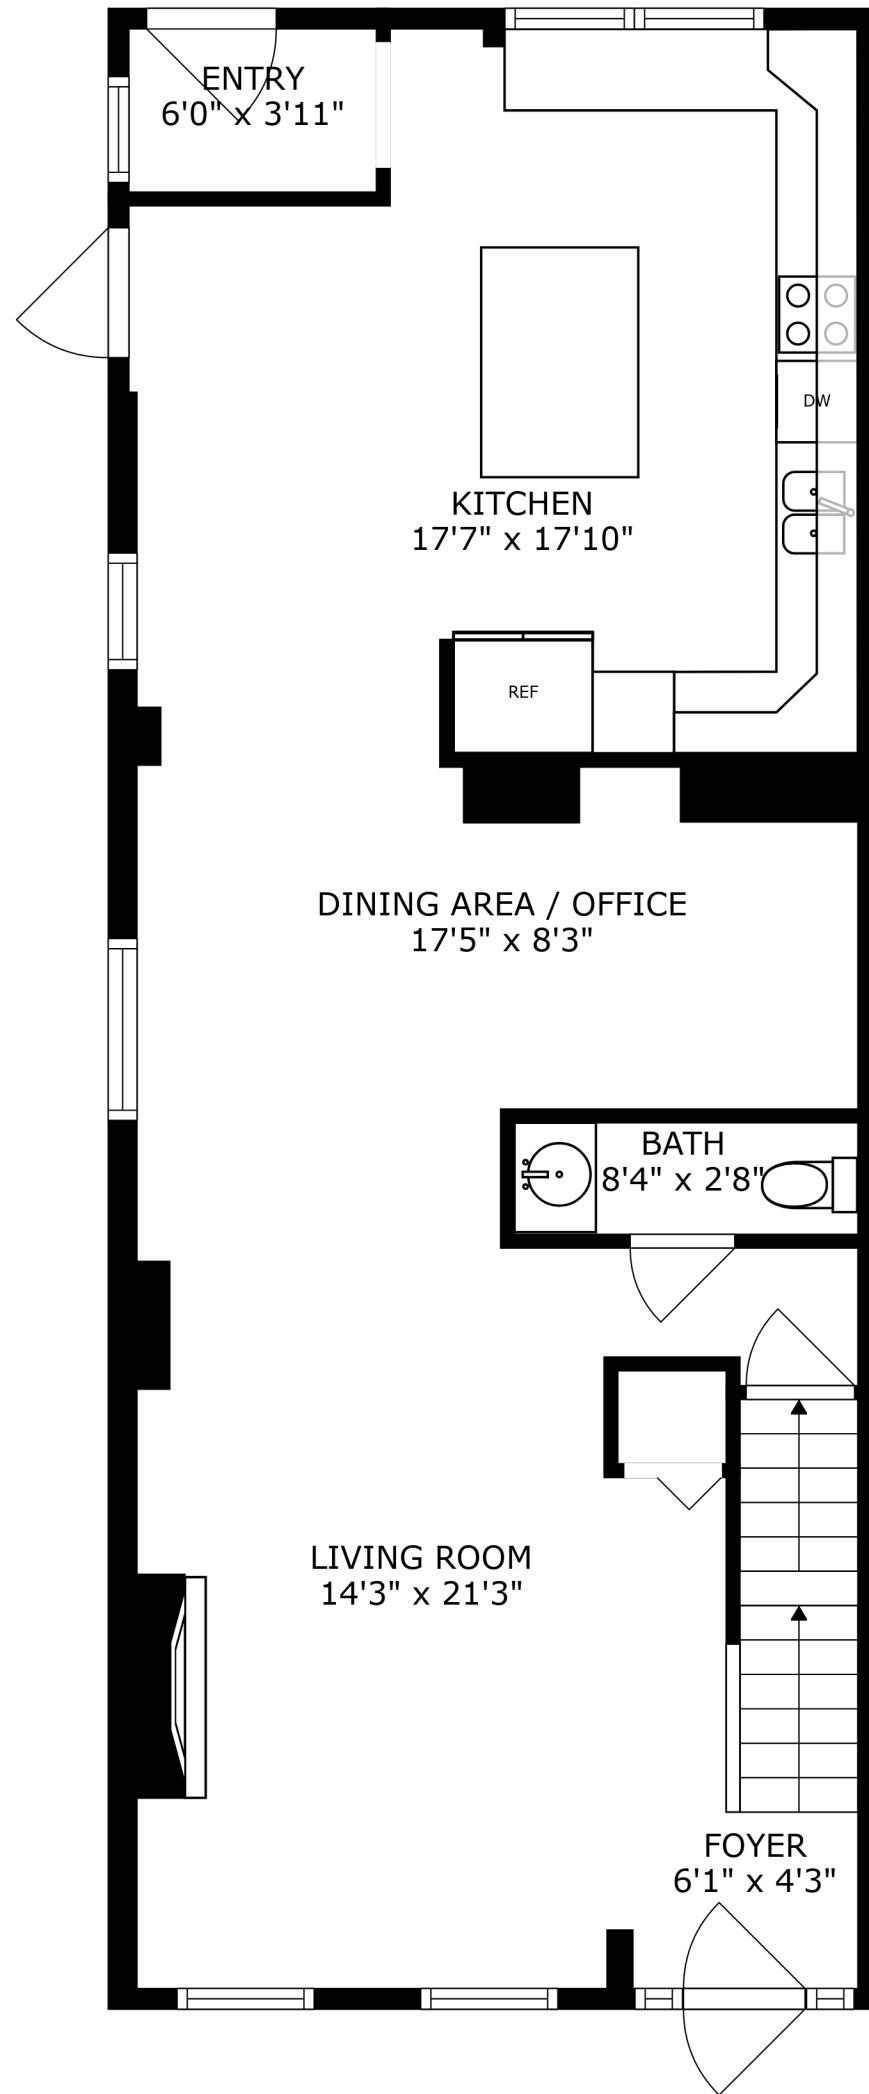 ENTRY
6'0" x 3'11"
DW
KITCHEN
17'7" x 17'10"
REF
DINING AREA / OFFICE
17'5" x 8'3"
BATH
8'4" x 2'8"
LIVING ROOM
14'3" x 21'3"
FOYER
6'1" x 4'3"